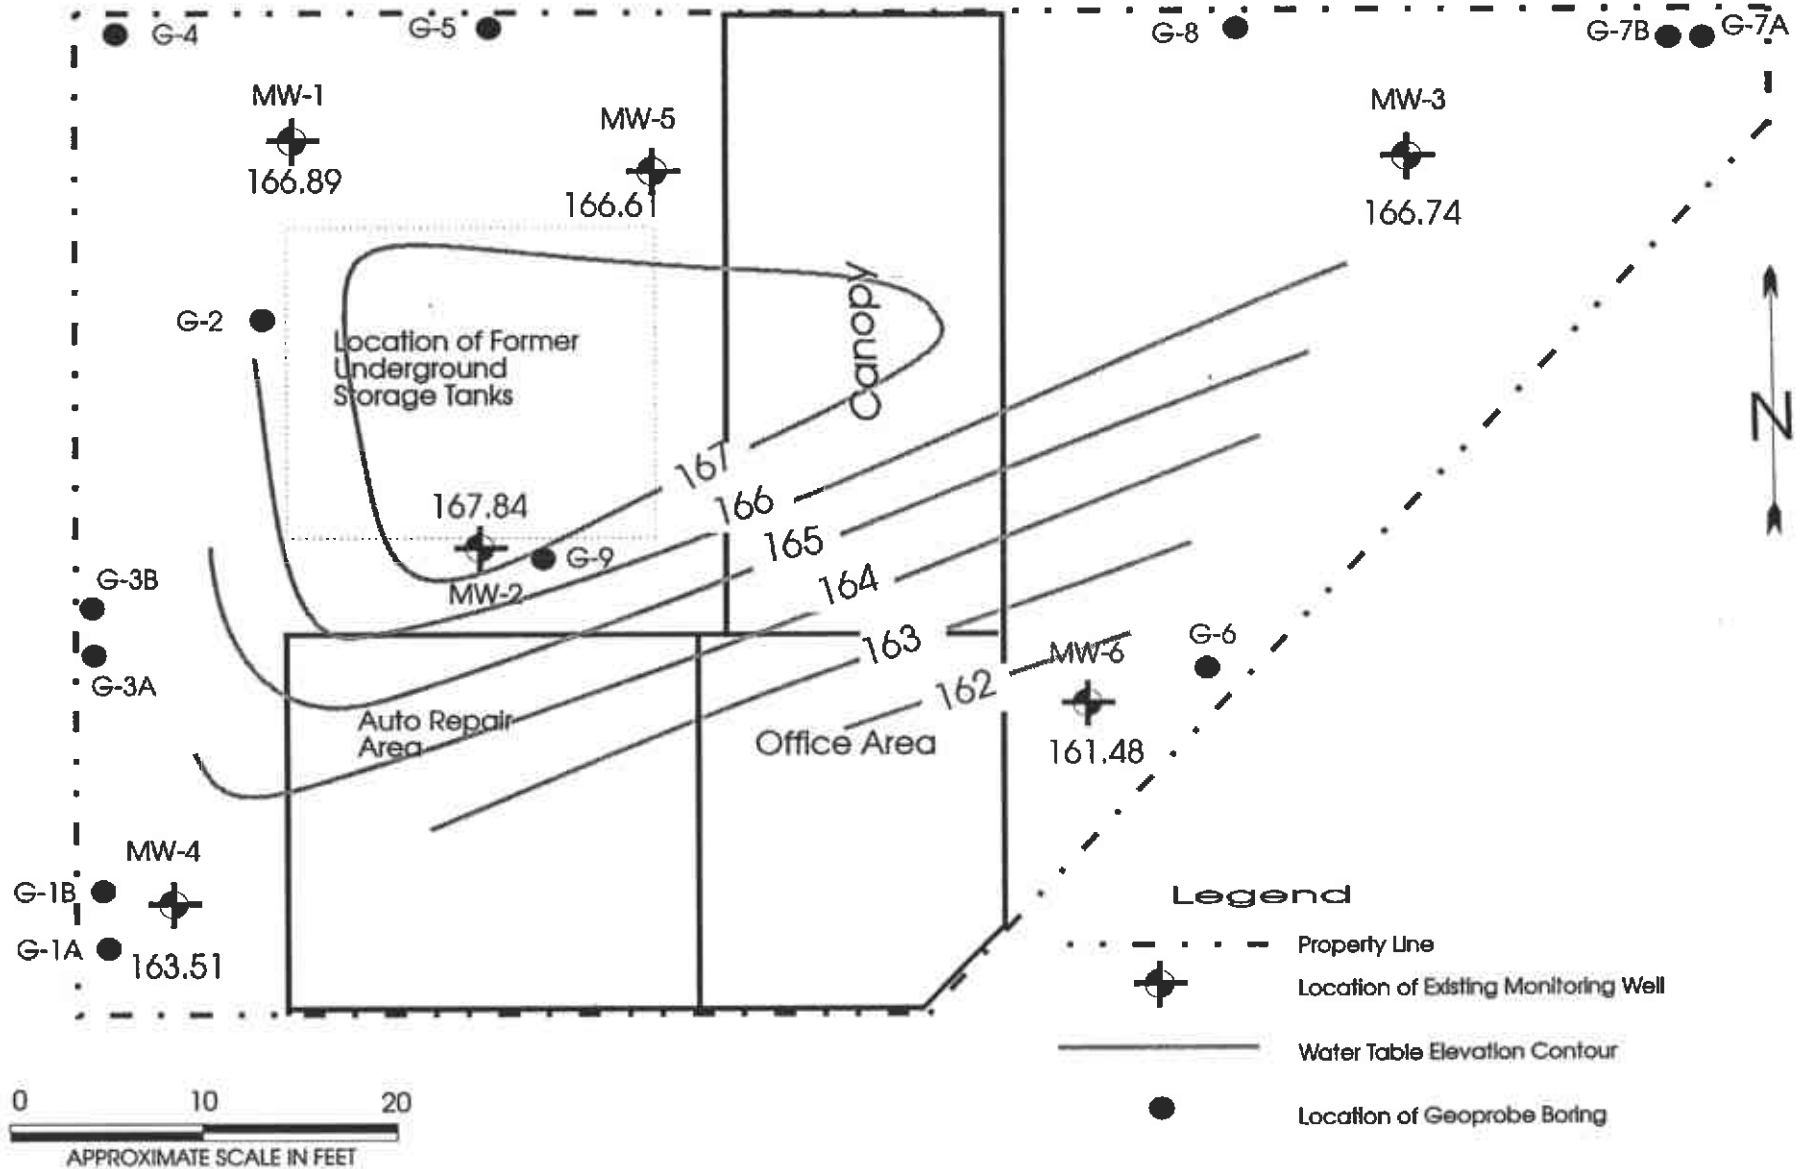 G-4
G-5
G-8
G-7B
G-7A
MW-1
166.89
MW-5
166.61
MW-3
166.74
G-2
Location of Former
Underground
Storage Tanks
Canopy
N
167
166
165
164
163
162
167.84
MW-2
G-9
G-3B
G-3A
MW-6
161.48
G-6
Auto Repair
Area
Office Area
MW-4
163.51
G-1B
G-1A
Legend
Property Line
Location of Existing Monitoring Well
Water Table Elevation Contour
Location of Geoprobe Boring
0 10 20
APPROXIMATE SCALE IN FEET